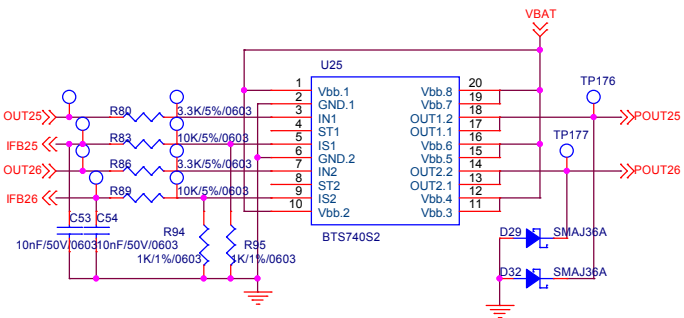 VBAT
U25
1 Vbb.1 Vbb.8 20
2 GND.1 Vbb.7 19
OUT25 R80 3.3K/5%/0603 3 IN1 OUT1.2 18 TP176 POUT25
4 ST1 OUT1.1 17
IFB25 R83 10K/5%/0603 5 IS1 Vbb.6 16
6 GND.2 Vbb.5 15 TP177
OUT26 R86 3.3K/5%/0603 7 IN2 OUT2.2 14 POUT26
8 ST2 OUT2.1 13
IFB26 R89 10K/5%/0603 9 IS2 Vbb.4 12
10 Vbb.2 Vbb.3 11
BTS740S2
C53 C54
10nF/50V/0603 10nF/50V/0603
R94 R95
1K/1%/0603 1K/1%/0603
D29 SMAJ36A
D32 SMAJ36A